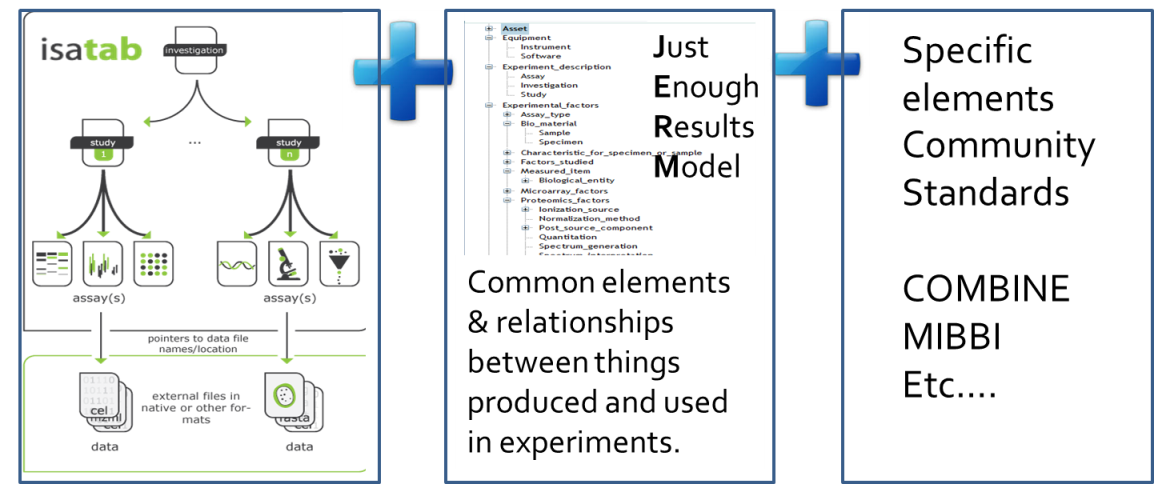 isatab
investigation
study
1
...
study
n
assay(s)
assay(s)
pointers to data file
names/location
cel
external files in
native or other for-
mats
fasta
data
data
Asset
Equipment
Instrument
Software
Experiment_description
Assay
Investigation
Study
Experimental_factors
Assay_type
Bio_material
Sample
Specimen
Characteristic_for_specimen_or_sample
Factors_studied
Measured_item
Biological_entity
Microarray_factors
Proteomics_factors
Ionization_source
Normalization_method
Post_source_component
Quantitation
Spectrum_generation
Just
Enough
Results
Model
Common elements
& relationships
between things
produced and used
in experiments.
Specific
elements
Community
Standards
COMBINE
MIBBI
Etc....